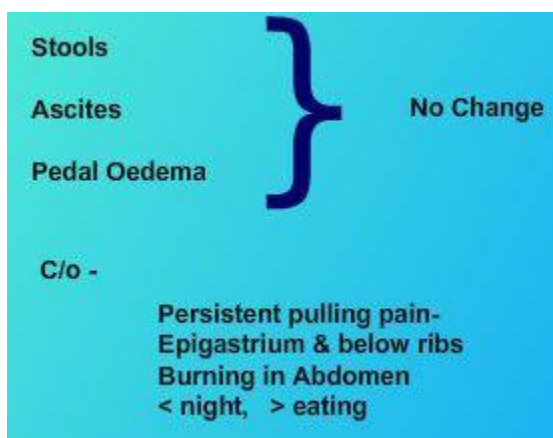 Stools
Ascites
No Change
Pedal Oedema
C/o -
Persistent pulling pain-
Epigastrium & below ribs
Burning in Abdomen
< night,   > eating